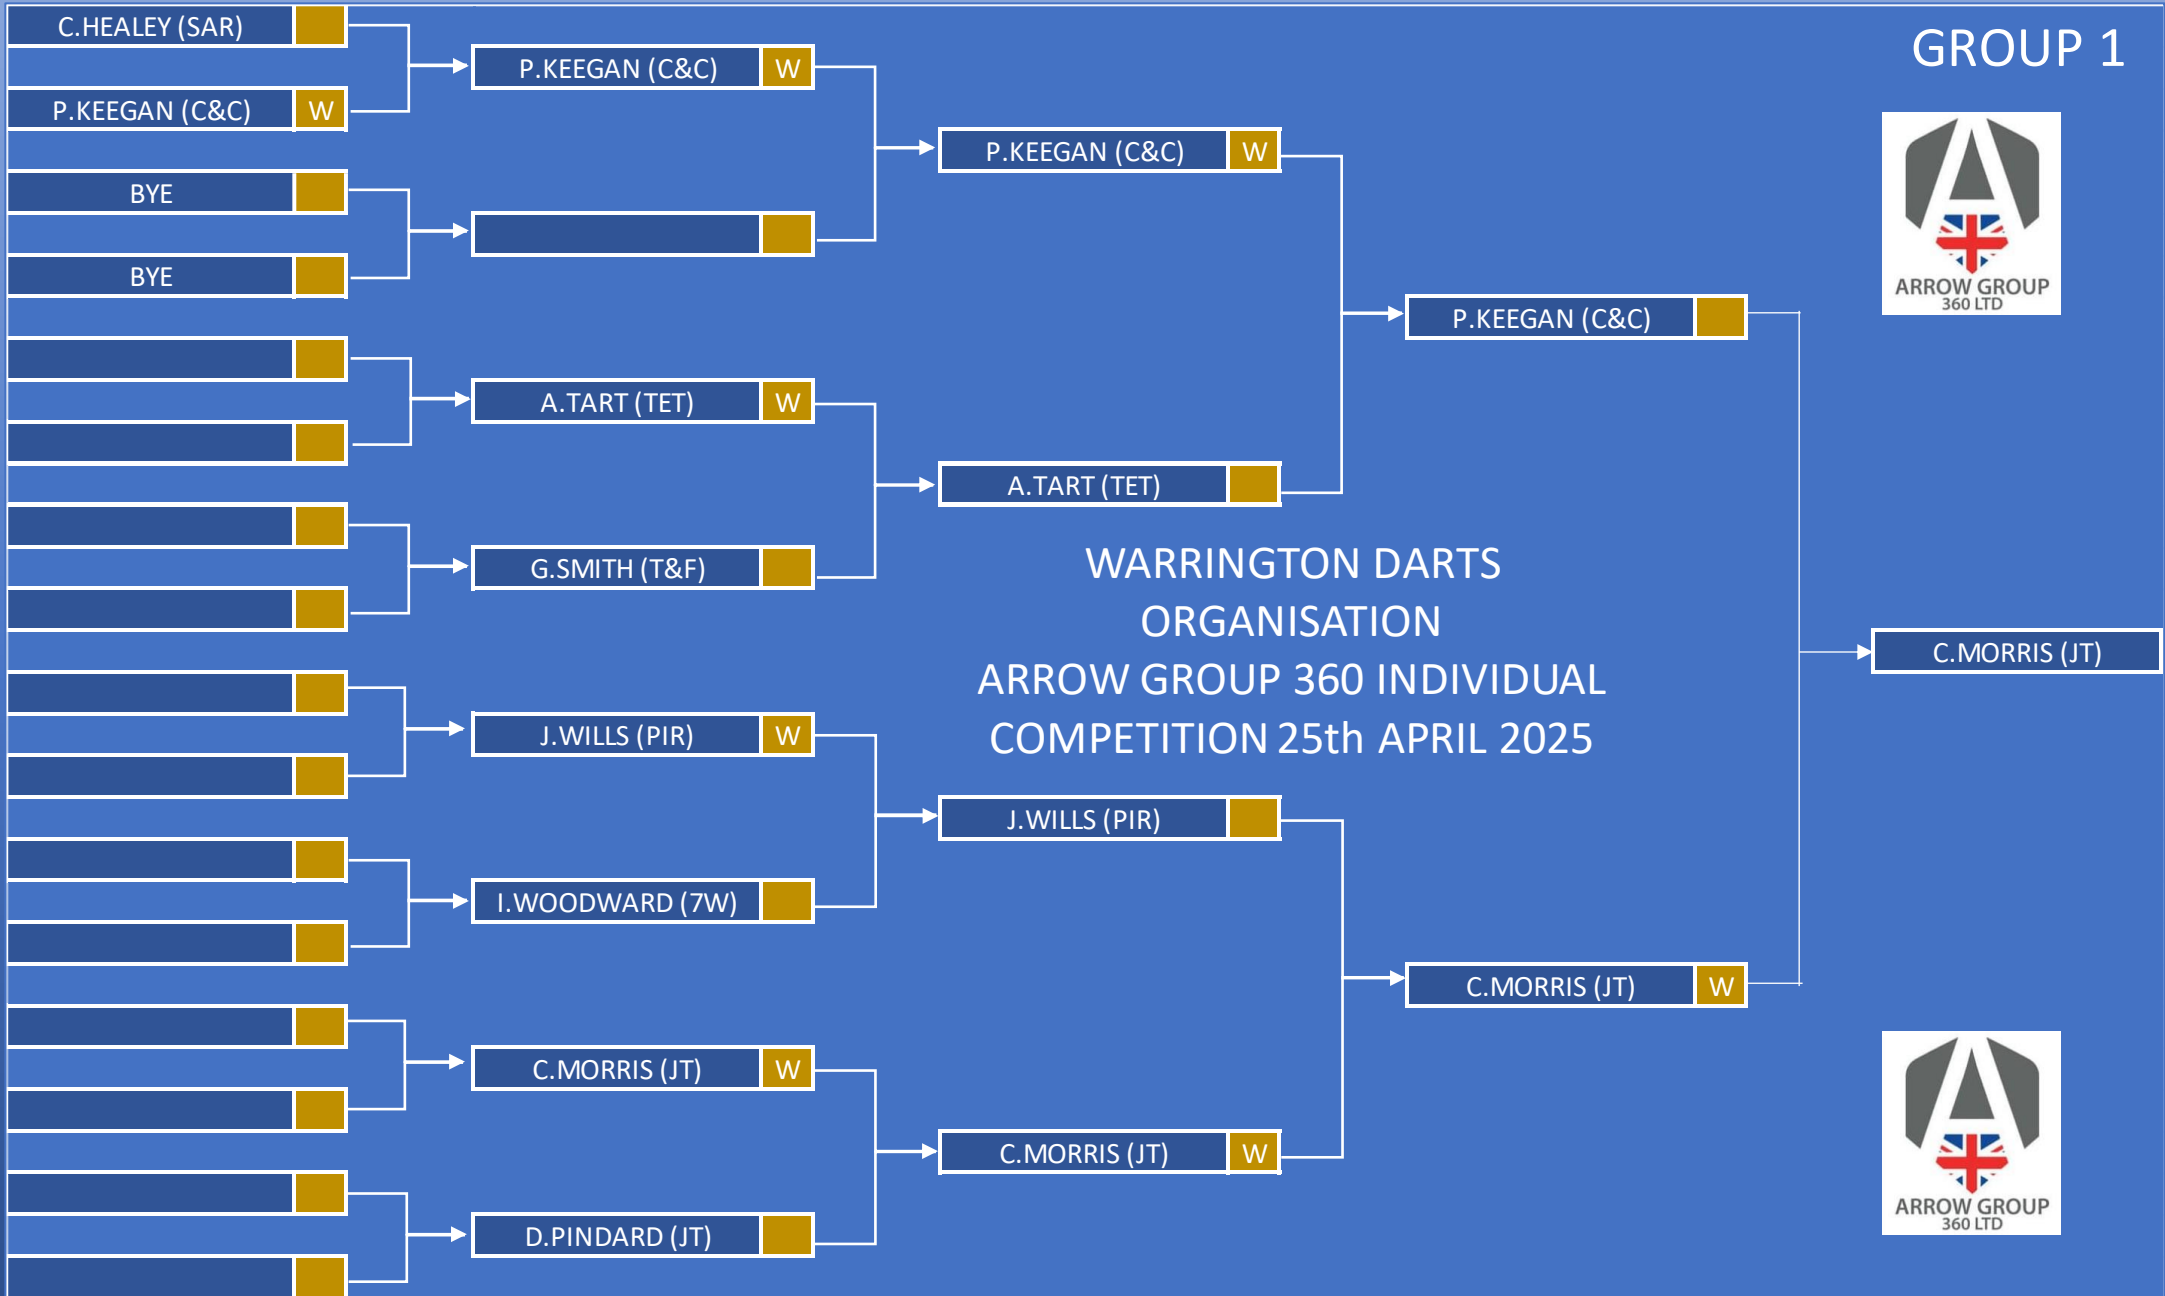 GROUP 1
C.HEALEY (SAR)
P.KEEGAN (C&C) W
BYE
BYE
P.KEEGAN (C&C) W
A.TART (TET) W
G.SMITH (T&F)
J.WILLS (PIR) W
I.WOODWARD (7W)
C.MORRIS (JT) W
D.PINDARD (JT)
P.KEEGAN (C&C) W
A.TART (TET)
J.WILLS (PIR)
C.MORRIS (JT) W
WARRINGTON DARTS
ORGANISATION
ARROW GROUP 360 INDIVIDUAL
COMPETITION 25th APRIL 2025
P.KEEGAN (C&C)
C.MORRIS (JT) W
C.MORRIS (JT)
ARROW GROUP
360 LTD
ARROW GROUP
360 LTD